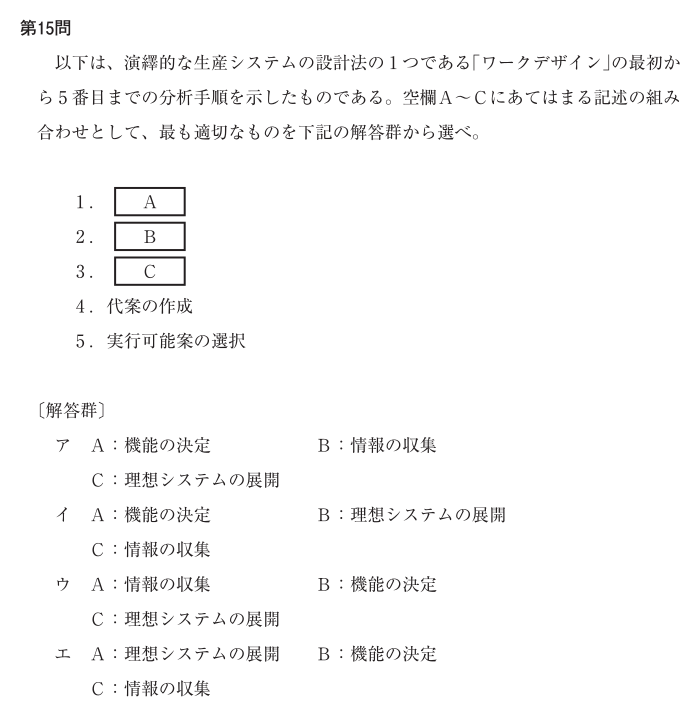 第15問
以下は、演繹的な生産システムの設計法の1つである「ワークデザイン」の最初か
ら5番目までの分析手順を示したものである。空欄A～Cにあてはまる記述の組み
合わせとして、最も適切なものを下記の解答群から選べ。
1. A
2. B
3. C
4. 代案の作成
5. 実行可能案の選択
〔解答群〕
ア A：機能の決定 B：情報の収集
C：理想システムの展開
イ A：機能の決定 B：理想システムの展開
C：情報の収集
ウ A：情報の収集 B：機能の決定
C：理想システムの展開
エ A：理想システムの展開 B：機能の決定
C：情報の収集